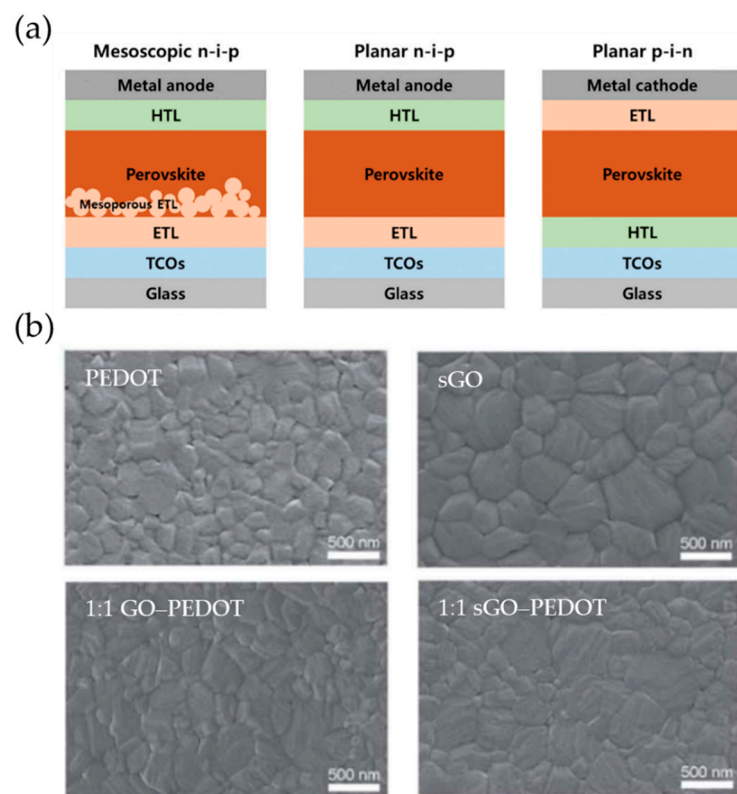 (a)
Mesoscopic n-i-p
Planar n-i-p
Planar p-i-n
Metal anode
HTL
Perovskite
Mesoporous ETL
ETL
TCOs
Glass
Metal anode
HTL
Perovskite
ETL
TCOs
Glass
Metal cathode
ETL
Perovskite
HTL
TCOs
Glass
(b)
PEDOT
500 nm
sGO
500 nm
1:1 GO–PEDOT
500 nm
1:1 sGO–PEDOT
500 nm